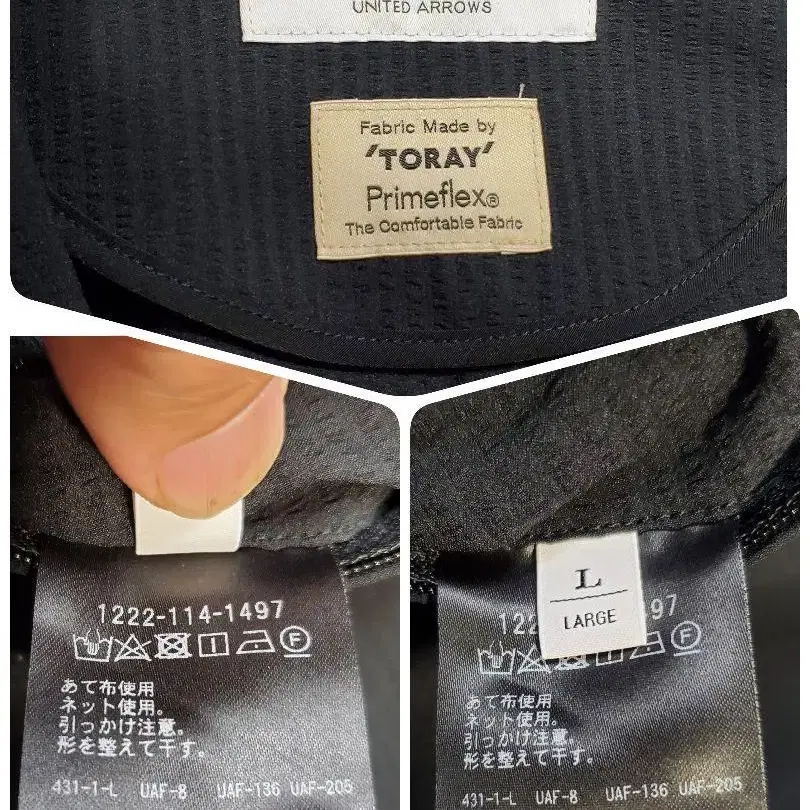 UNITED ARROWS
Fabric Made by
'TORAY'
Primeflex®
The Comfortable Fabric
1222-114-1497
F
あて布使用
ネット使用。
引っかけ注意。
形を整えて干す。
431-1-L UAF-8 UAF-136 UAF-205
L
LARGE
122 97
F
あて布使用
ネット使用。
引っかけ注意。
形を整えて干す。
431-1-L UAF-8 UAF-136 UAF-205